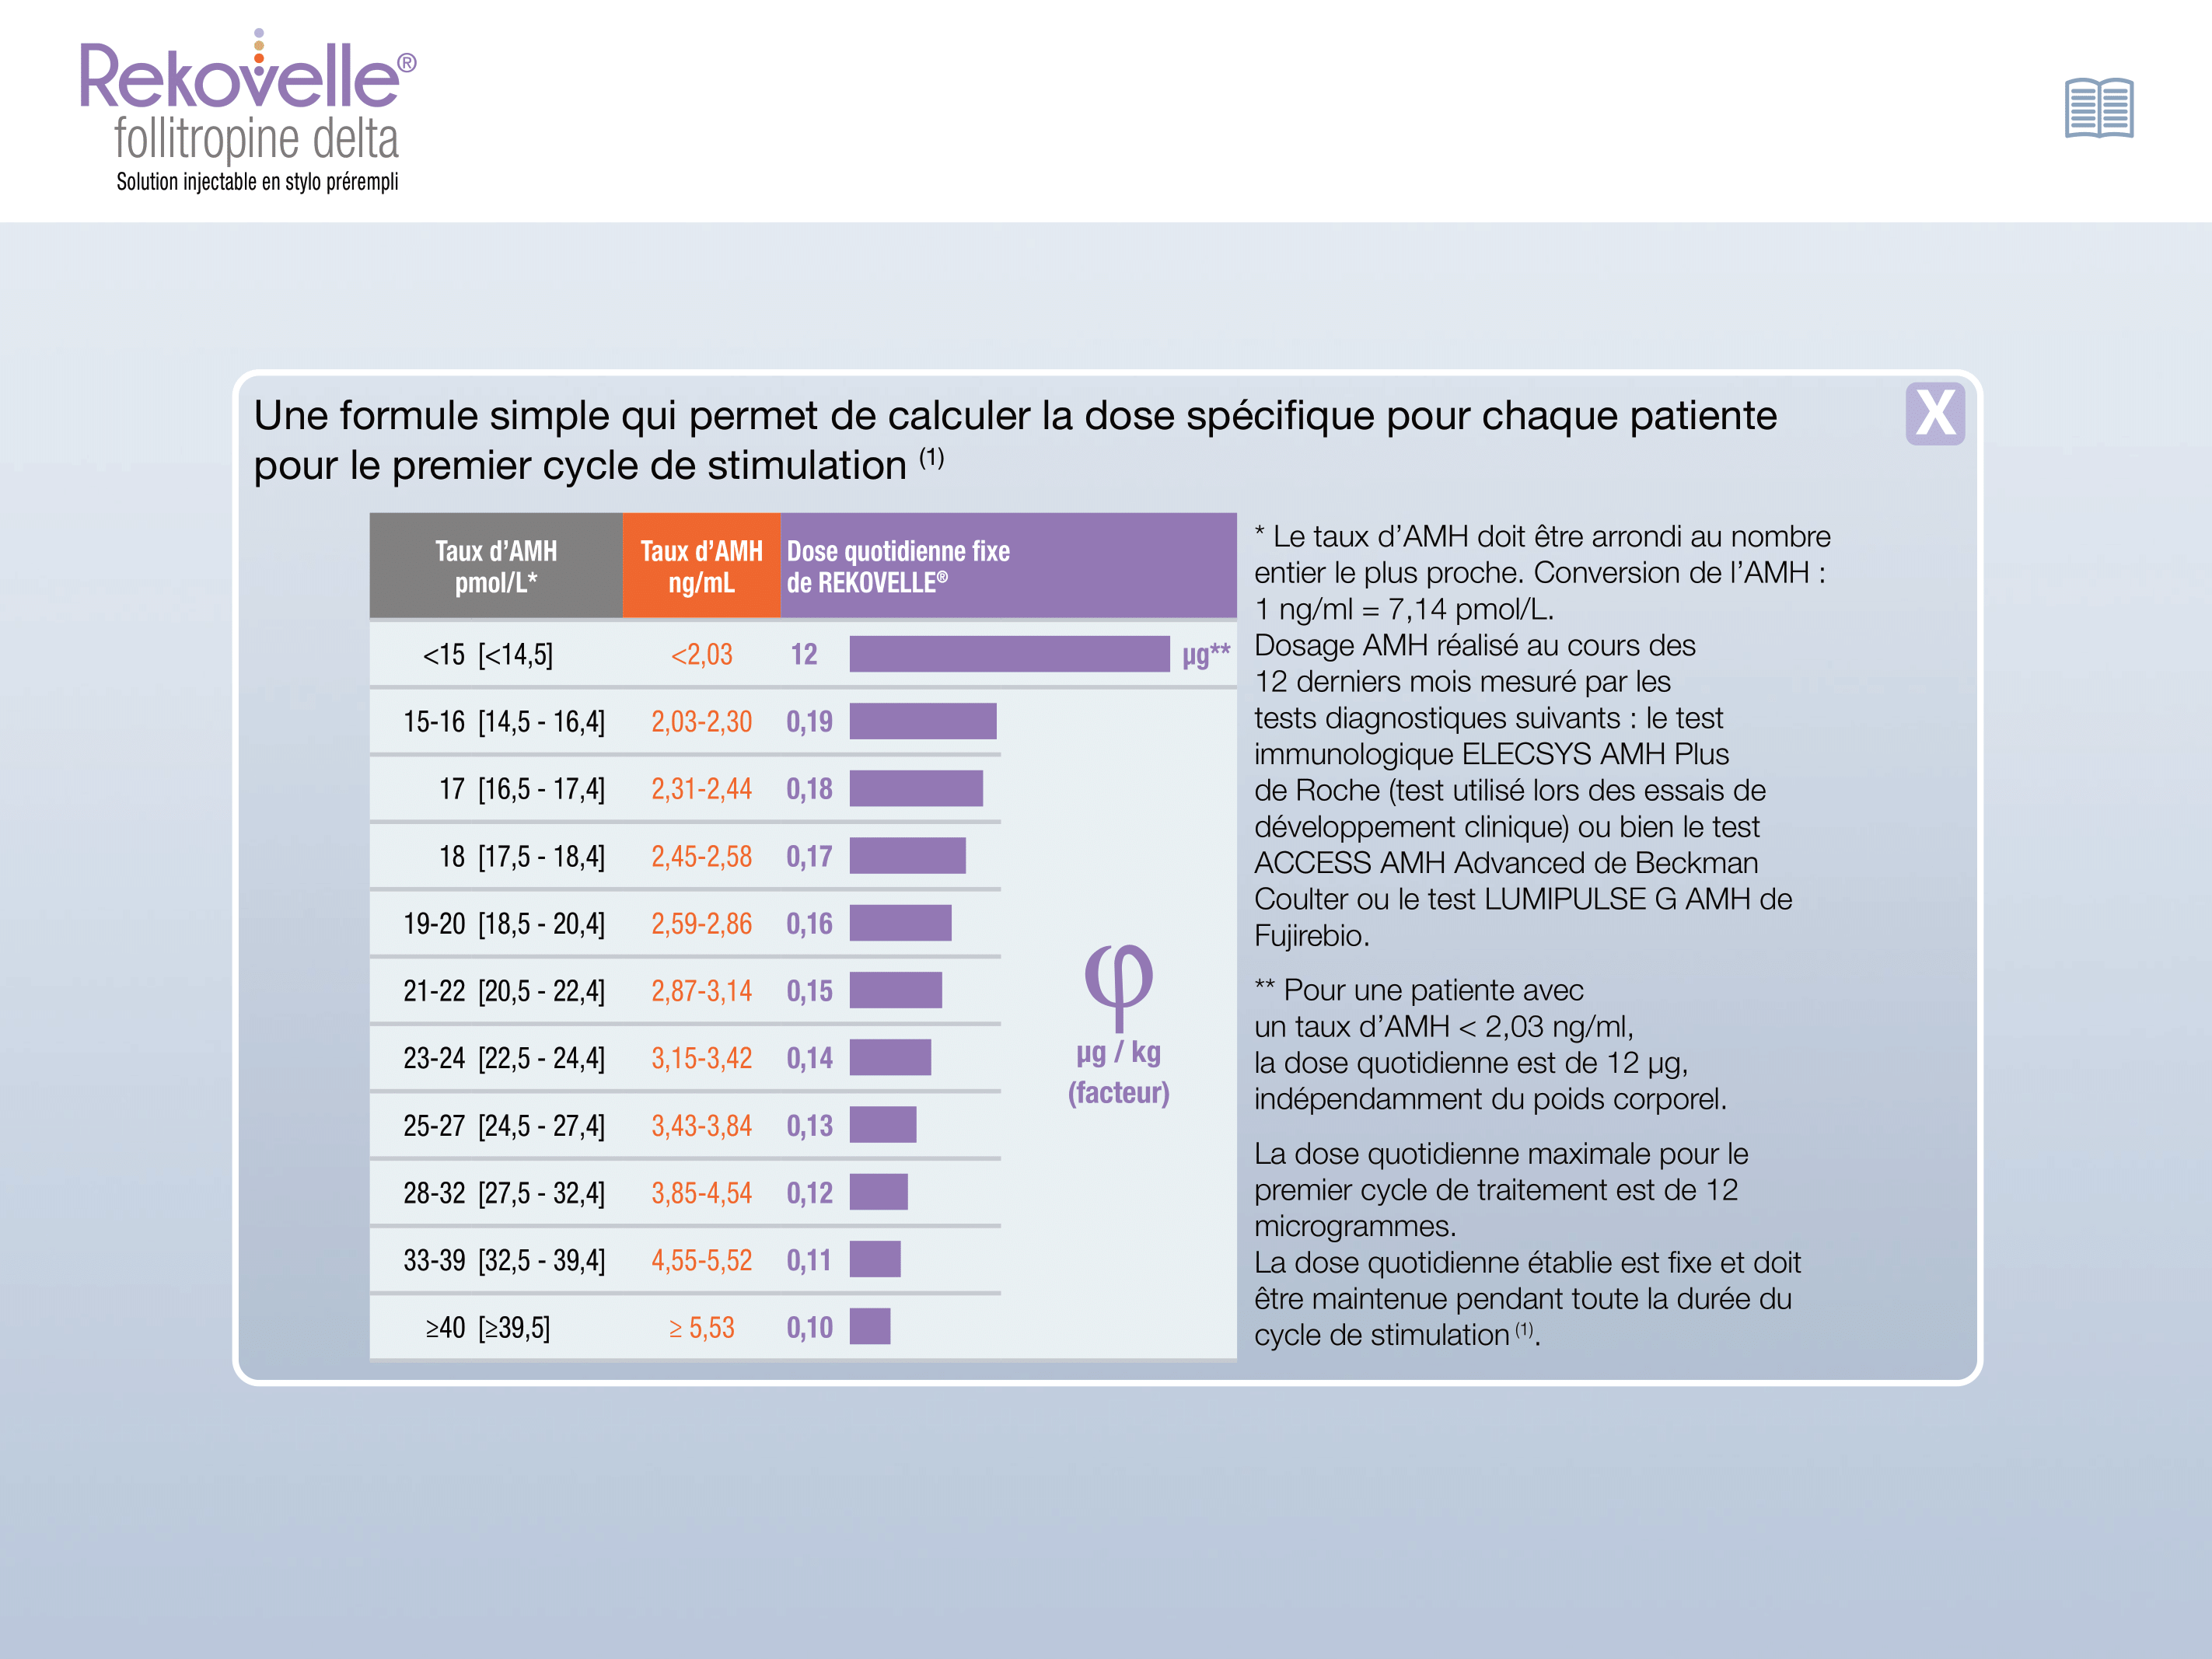 Rekovelle®
follitropine delta
Solution injectable en stylo prérempli
Une formule simple qui permet de calculer la dose spécifique pour chaque patiente
pour le premier cycle de stimulation (1)
X
Taux d’AMH pmol/L* Taux d’AMH ng/mL Dose quotidienne fixe de REKOVELLE®
<15 [<14,5] <2,03 12 µg**
15-16 [14,5 - 16,4] 2,03-2,30 0,19
17 [16,5 - 17,4] 2,31-2,44 0,18
18 [17,5 - 18,4] 2,45-2,58 0,17
19-20 [18,5 - 20,4] 2,59-2,86 0,16
21-22 [20,5 - 22,4] 2,87-3,14 0,15
23-24 [22,5 - 24,4] 3,15-3,42 0,14
25-27 [24,5 - 27,4] 3,43-3,84 0,13
28-32 [27,5 - 32,4] 3,85-4,54 0,12
33-39 [32,5 - 39,4] 4,55-5,52 0,11
≥40 [≥39,5] ≥ 5,53 0,10
φ
µg / kg
(facteur)
* Le taux d’AMH doit être arrondi au nombre
entier le plus proche. Conversion de l’AMH :
1 ng/ml = 7,14 pmol/L.
Dosage AMH réalisé au cours des
12 derniers mois mesuré par les
tests diagnostiques suivants : le test
immunologique ELECSYS AMH Plus
de Roche (test utilisé lors des essais de
développement clinique) ou bien le test
ACCESS AMH Advanced de Beckman
Coulter ou le test LUMIPULSE G AMH de
Fujirebio.
** Pour une patiente avec
un taux d’AMH < 2,03 ng/ml,
la dose quotidienne est de 12 µg,
indépendamment du poids corporel.
La dose quotidienne maximale pour le
premier cycle de traitement est de 12
microgrammes.
La dose quotidienne établie est fixe et doit
être maintenue pendant toute la durée du
cycle de stimulation (1).